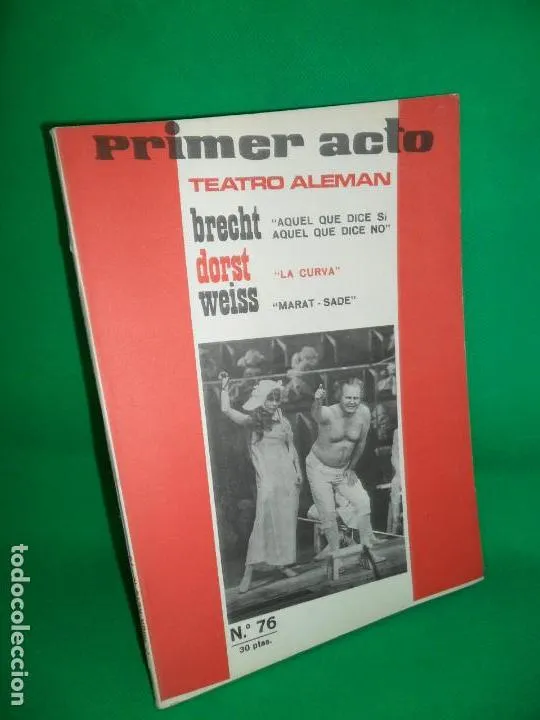 primer acto
TEATRO ALEMAN
brecht "AQUEL QUE DICE Si
AQUEL QUE DICE NO"
dorst "LA CURVA"
weiss "MARAT - SADE"
N.º 76
30 ptas.
todocoleccion